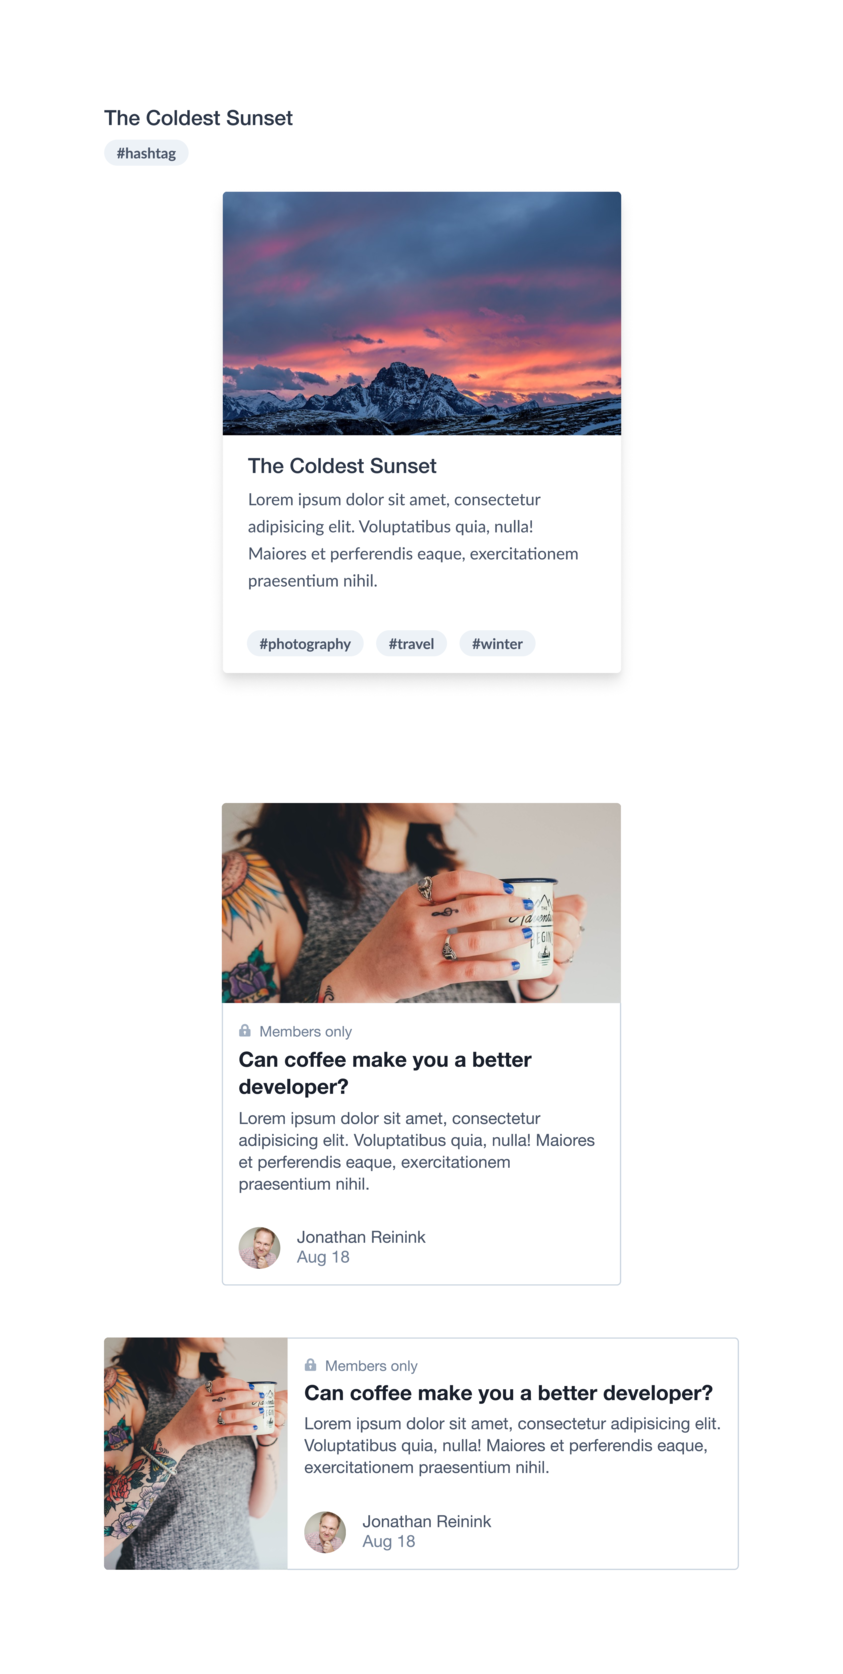 The Coldest Sunset
#hashtag
The Coldest Sunset
Lorem ipsum dolor sit amet, consectetur
adipisicing elit. Voluptatibus quia, nulla!
Maiores et perferendis eaque, exercitationem
praesentium nihil.
#photography #travel #winter
THE
BEGIN
Members only
Can coffee make you a better
developer?
Lorem ipsum dolor sit amet, consectetur
adipisicing elit. Voluptatibus quia, nulla! Maiores
et perferendis eaque, exercitationem
praesentium nihil.
Jonathan Reinink
Aug 18
Members only
Can coffee make you a better developer?
Lorem ipsum dolor sit amet, consectetur adipisicing elit.
Voluptatibus quia, nulla! Maiores et perferendis eaque,
exercitationem praesentium nihil.
Jonathan Reinink
Aug 18